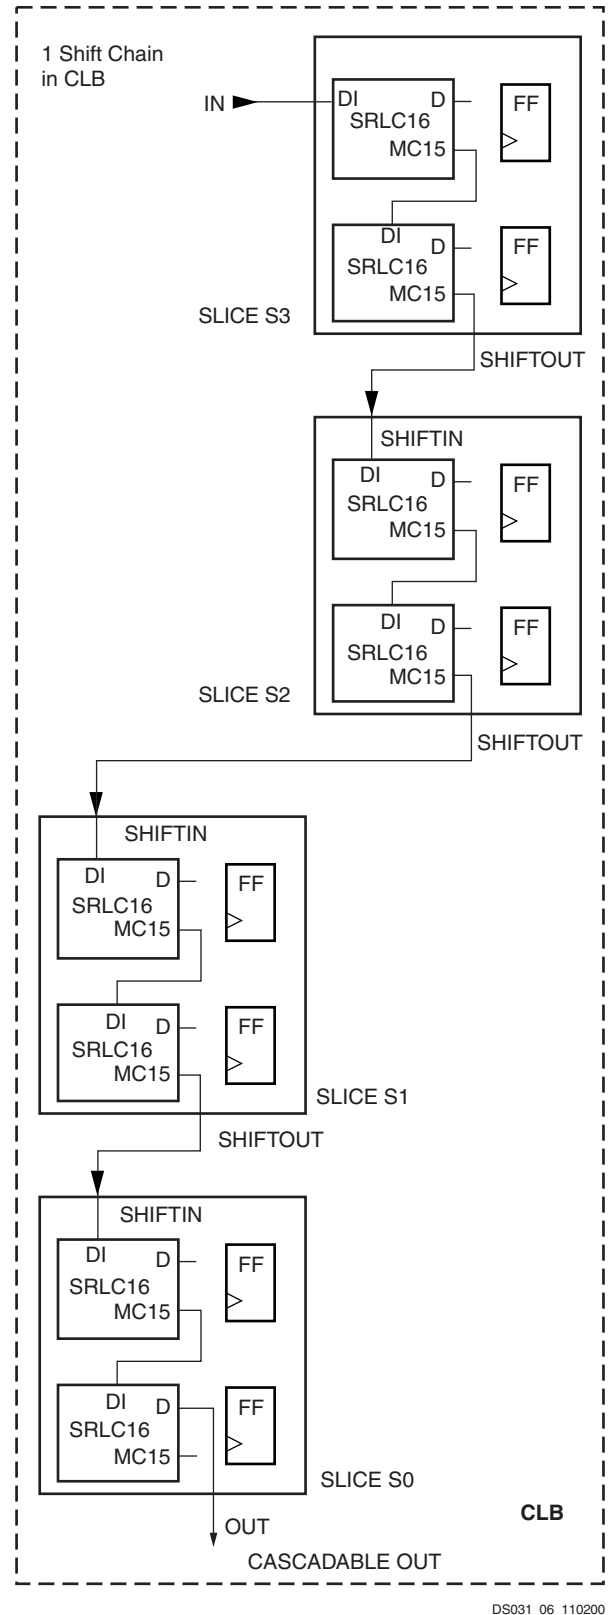 1 Shift Chain
in CLB
IN
DI
D
SRLC16
MC15
FF
DI
D
SRLC16
MC15
FF
SLICE S3
SHIFTOUT
SHIFTIN
DI
D
SRLC16
MC15
FF
DI
D
SRLC16
MC15
FF
SLICE S2
SHIFTOUT
SHIFTIN
DI
D
SRLC16
MC15
FF
DI
D
SRLC16
MC15
FF
SLICE S1
SHIFTOUT
SHIFTIN
DI
D
SRLC16
MC15
FF
DI
D
SRLC16
MC15
FF
SLICE S0
OUT
CLB
CASCADABLE OUT
DS031_06_110200